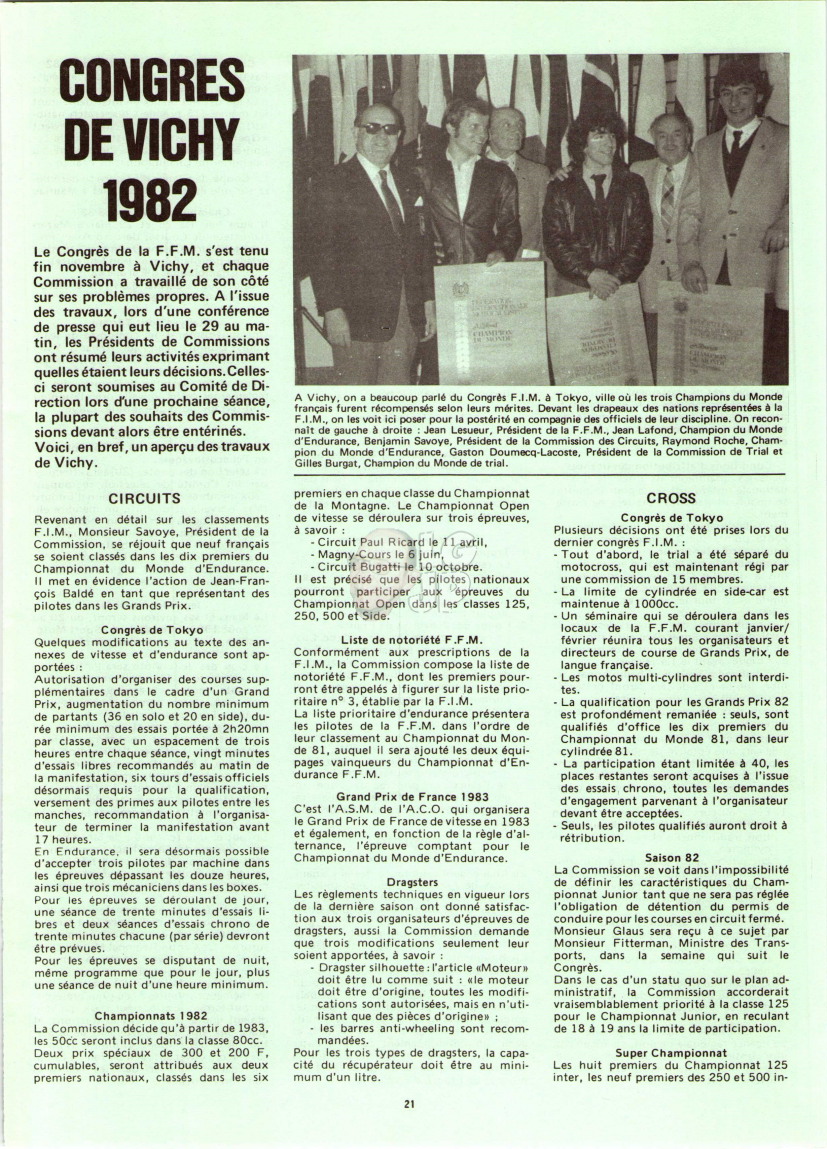 CONGRES
DE VICHY
1982
Le Congrès de la F.F.M. s'est tenu
fin novembre à Vichy, et chaque
Commission a travaillé de son côté
sur ses problèmes propres. A l'issue
des travaux, lors d'une conférence
de presse qui eut lieu le 29 au ma-
tin, les Présidents de Commissions
ont résumé leurs activités exprimant
quelles étaient leurs décisions. Celles-
ci seront soumises au Comité de Di-
rection lors d'une prochaine séance,
la plupart des souhaits des Commis-
sions devant alors être entérinés.
Voici, en bref, un aperçu des travaux
de Vichy.
CHAMPION
DU MONDE
A Vichy, on a beaucoup parlé du Congrès F.I.M. à Tokyo, ville où les trois Champions du Monde
français furent récompensés selon leurs mérites. Devant les drapeaux des nations représentées à la
F.I.M., on les voit ici poser pour la postérité en compagnie des officiels de leur discipline. On recon-
naît de gauche à droite : Jean Lesueur, Président de la F.F.M., Jean Lafond, Champion du Monde
d'Endurance, Benjamin Savoye, Président de la Commission des Circuits, Raymond Roche, Cham-
pion du Monde d'Endurance, Gaston Doumecq-Lacoste, Président de la Commission de Trial et
Gilles Burgat, Champion du Monde de trial.
CIRCUITS
Revenant en détail sur les classements
F.I.M., Monsieur Savoye, Président de la
Commission, se réjouit que neuf français
se soient classés dans les dix premiers du
Championnat du Monde d'Endurance.
Il met en évidence l'action de Jean-Fran-
çois Baldé en tant que représentant des
pilotes dans les Grands Prix.
Congrès de Tokyo
Quelques modifications au texte des an-
nexes de vitesse et d'endurance sont ap-
portées :
Autorisation d'organiser des courses sup-
plémentaires dans le cadre d'un Grand
Prix, augmentation du nombre minimum
de partants (36 en solo et 20 en side), du-
rée minimum des essais portée à 2h20mn
par classe, avec un espacement de trois
heures entre chaque séance, vingt minutes
d'essais libres recommandés au matin de
la manifestation, six tours d'essais officiels
désormais requis pour la qualification,
versement des primes aux pilotes entre les
manches, recommandation à l'organisa-
teur de terminer la manifestation avant
17 heures.
En Endurance, il sera désormais possible
d'accepter trois pilotes par machine dans
les épreuves dépassant les douze heures,
ainsi que trois mécaniciens dans les boxes.
Pour les épreuves se déroulant de jour,
une séance de trente minutes d'essais li-
bres et deux séances d'essais chrono de
trente minutes chacune (par série) devront
être prévues.
Pour les épreuves se disputant de nuit,
même programme que pour le jour, plus
une séance de nuit d'une heure minimum.
Championnats 1982
La Commission décide qu'à partir de 1983,
les 50cc seront inclus dans la classe 80cc.
Deux prix spéciaux de 300 et 200 F,
cumulables, seront attribués aux deux
premiers nationaux, classés dans les six
premiers en chaque classe du Championnat
de la Montagne. Le Championnat Open
de vitesse se déroulera sur trois épreuves,
à savoir :
- Circuit Paul Ricard le 11 avril,
- Magny-Cours le 6 juin,
- Circuit Bugatti le 10 octobre.
Il est précisé que les pilotes nationaux
pourront participer aux épreuves du
Championnat Open dans les classes 125,
250, 500 et Side.
Liste de notoriété F.F.M.
Conformément aux prescriptions de la
F.I.M., la Commission compose la liste de
notoriété F.F.M., dont les premiers pour-
ront être appelés à figurer sur la liste prio-
ritaire n° 3, établie par la F.I.M.
La liste prioritaire d'endurance présentera
les pilotes de la F.F.M. dans l'ordre de
leur classement au Championnat du Mon-
de 81, auquel il sera ajouté les deux équi-
pages vainqueurs du Championnat d'En-
durance F.F.M.
Grand Prix de France 1983
C'est l'A.S.M. de l'A.C.O. qui organisera
le Grand Prix de France de vitesse en 1983
et également, en fonction de la règle d'al-
ternance, l'épreuve comptant pour le
Championnat du Monde d'Endurance.
Dragsters
Les règlements techniques en vigueur lors
de la dernière saison ont donné satisfac-
tion aux trois organisateurs d'épreuves de
dragsters, aussi la Commission demande
que trois modifications seulement leur
soient apportées, à savoir :
- Dragster silhouette : l'article «Moteur»
doit être lu comme suit : «le moteur
doit être d'origine, toutes les modifi-
cations sont autorisées, mais en n'uti-
lisant que des pièces d'origine» ;
- les barres anti-wheeling sont recom-
mandées.
Pour les trois types de dragsters, la capa-
cité du récupérateur doit être au mini-
mum d'un litre.
CROSS
Congrès de Tokyo
Plusieurs décisions ont été prises lors du
dernier congrès F.I.M. :
- Tout d'abord, le trial a été séparé du
motocross, qui est maintenant régi par
une commission de 15 membres.
- La limite de cylindrée en side-car est
maintenue à 1000cc.
- Un séminaire qui se déroulera dans les
locaux de la F.F.M. courant janvier/
février réunira tous les organisateurs et
directeurs de course de Grands Prix, de
langue française.
- Les motos multi-cylindres sont interdi-
tes.
- La qualification pour les Grands Prix 82
est profondément remaniée : seuls, sont
qualifiés d'office les dix premiers du
Championnat du Monde 81, dans leur
cylindrée 81.
- La participation étant limitée à 40, les
places restantes seront acquises à l'issue
des essais chrono, toutes les demandes
d'engagement parvenant à l'organisateur
devant être acceptées.
- Seuls, les pilotes qualifiés auront droit à
rétribution.
Saison 82
La Commission se voit dans l'impossibilité
de définir les caractéristiques du Cham-
pionnat Junior tant que ne sera pas réglée
l'obligation de détention du permis de
conduire pour les courses en circuit fermé.
Monsieur Glaus sera reçu à ce sujet par
Monsieur Fitterman, Ministre des Trans-
ports, dans la semaine qui suit le
Congrès.
Dans le cas d'un statu quo sur le plan ad-
ministratif, la Commission accorderait
vraisemblablement priorité à la classe 125
pour le Championnat Junior, en reculant
de 18 à 19 ans la limite de participation.
Super Championnat
Les huit premiers du Championnat 125
inter, les neuf premiers des 250 et 500 in-
21